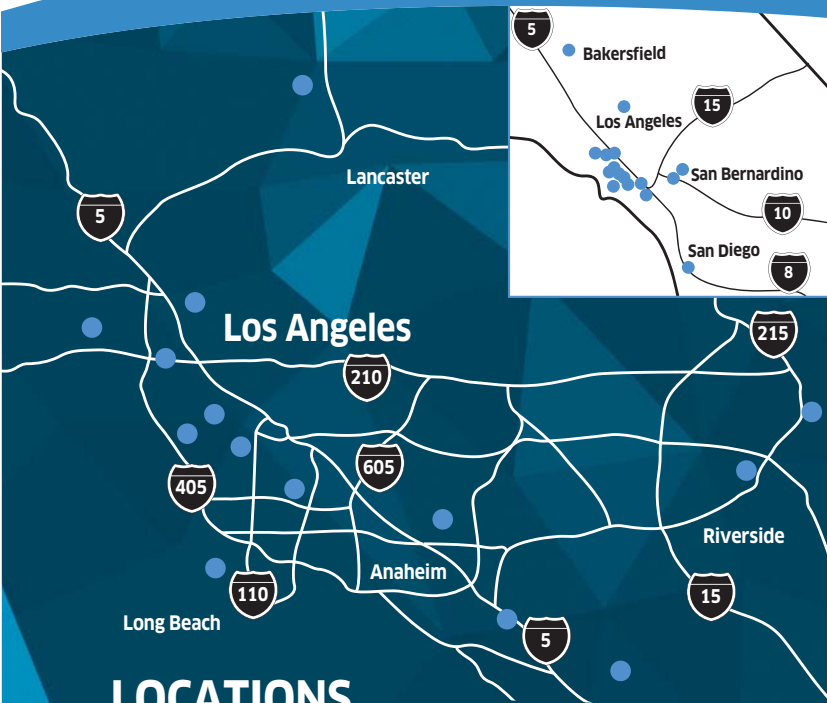 5
Bakersfield
15
Los Angeles
San Bernardino
10
San Diego
8
Lancaster
5
Los Angeles
215
210
605
405
Riverside
Anaheim
110
15
Long Beach
5
LOCATIONS